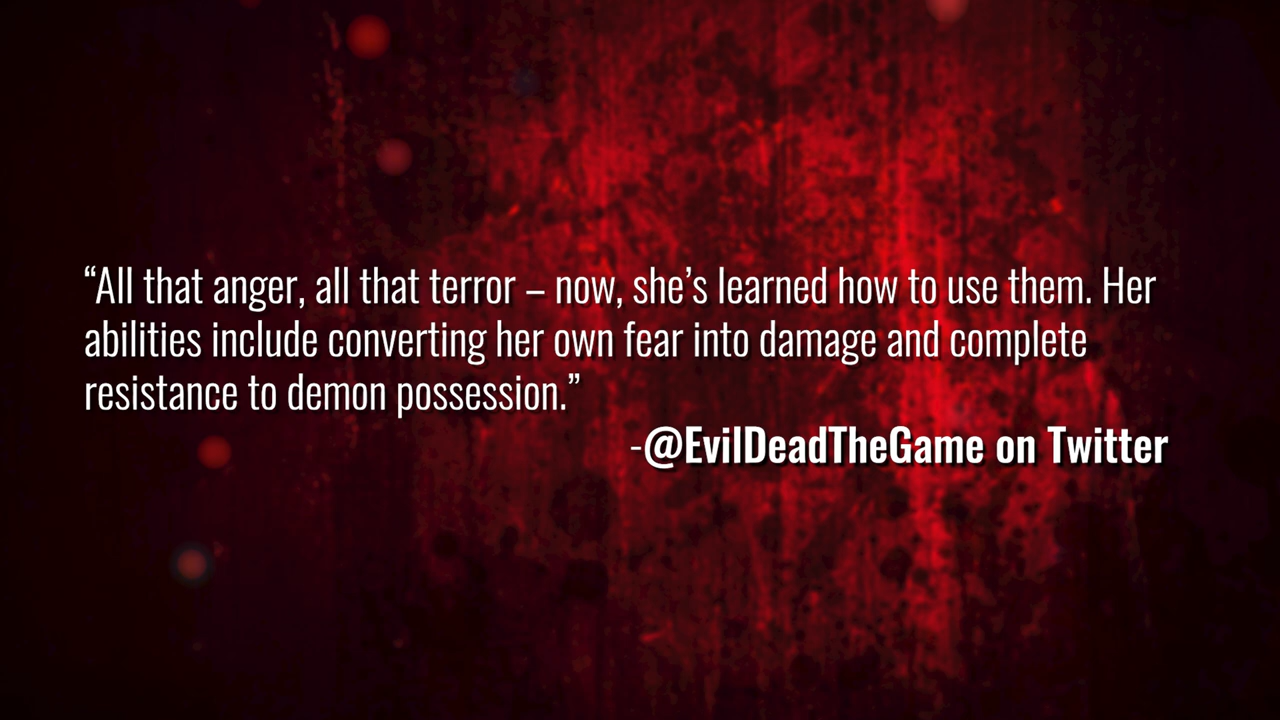 “All that anger, all that terror – now, she’s learned how to use them. Her
abilities include converting her own fear into damage and complete
resistance to demon possession.”
-@EvilDeadTheGame on Twitter